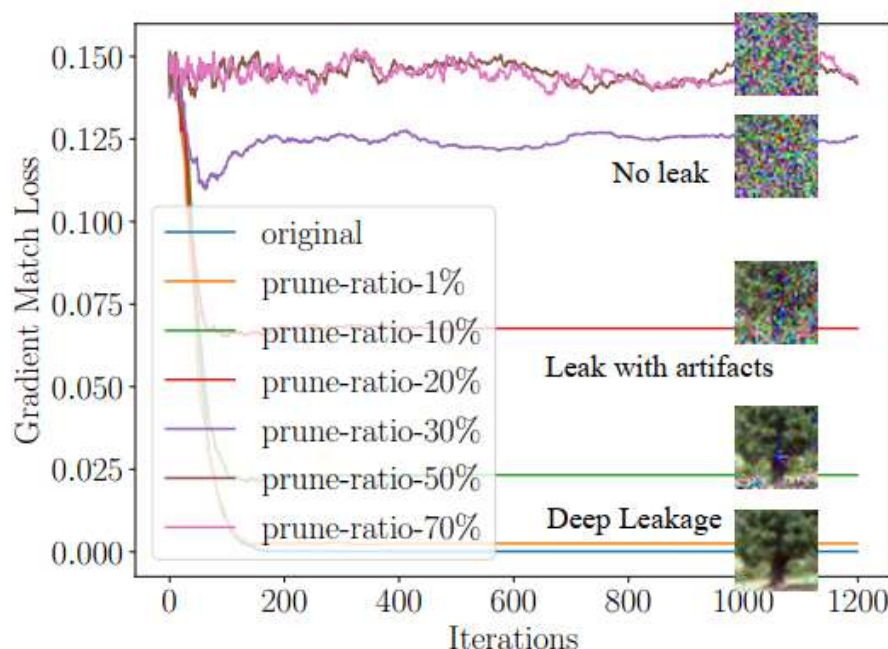 Gradient Match Loss
0.150
0.125
0.100
0.075
0.050
0.025
0.000
No leak
Leak with artifacts
Deep Leakage
original
prune-ratio-1%
prune-ratio-10%
prune-ratio-20%
prune-ratio-30%
prune-ratio-50%
prune-ratio-70%
0 200 400 600 800 1000 1200
Iterations